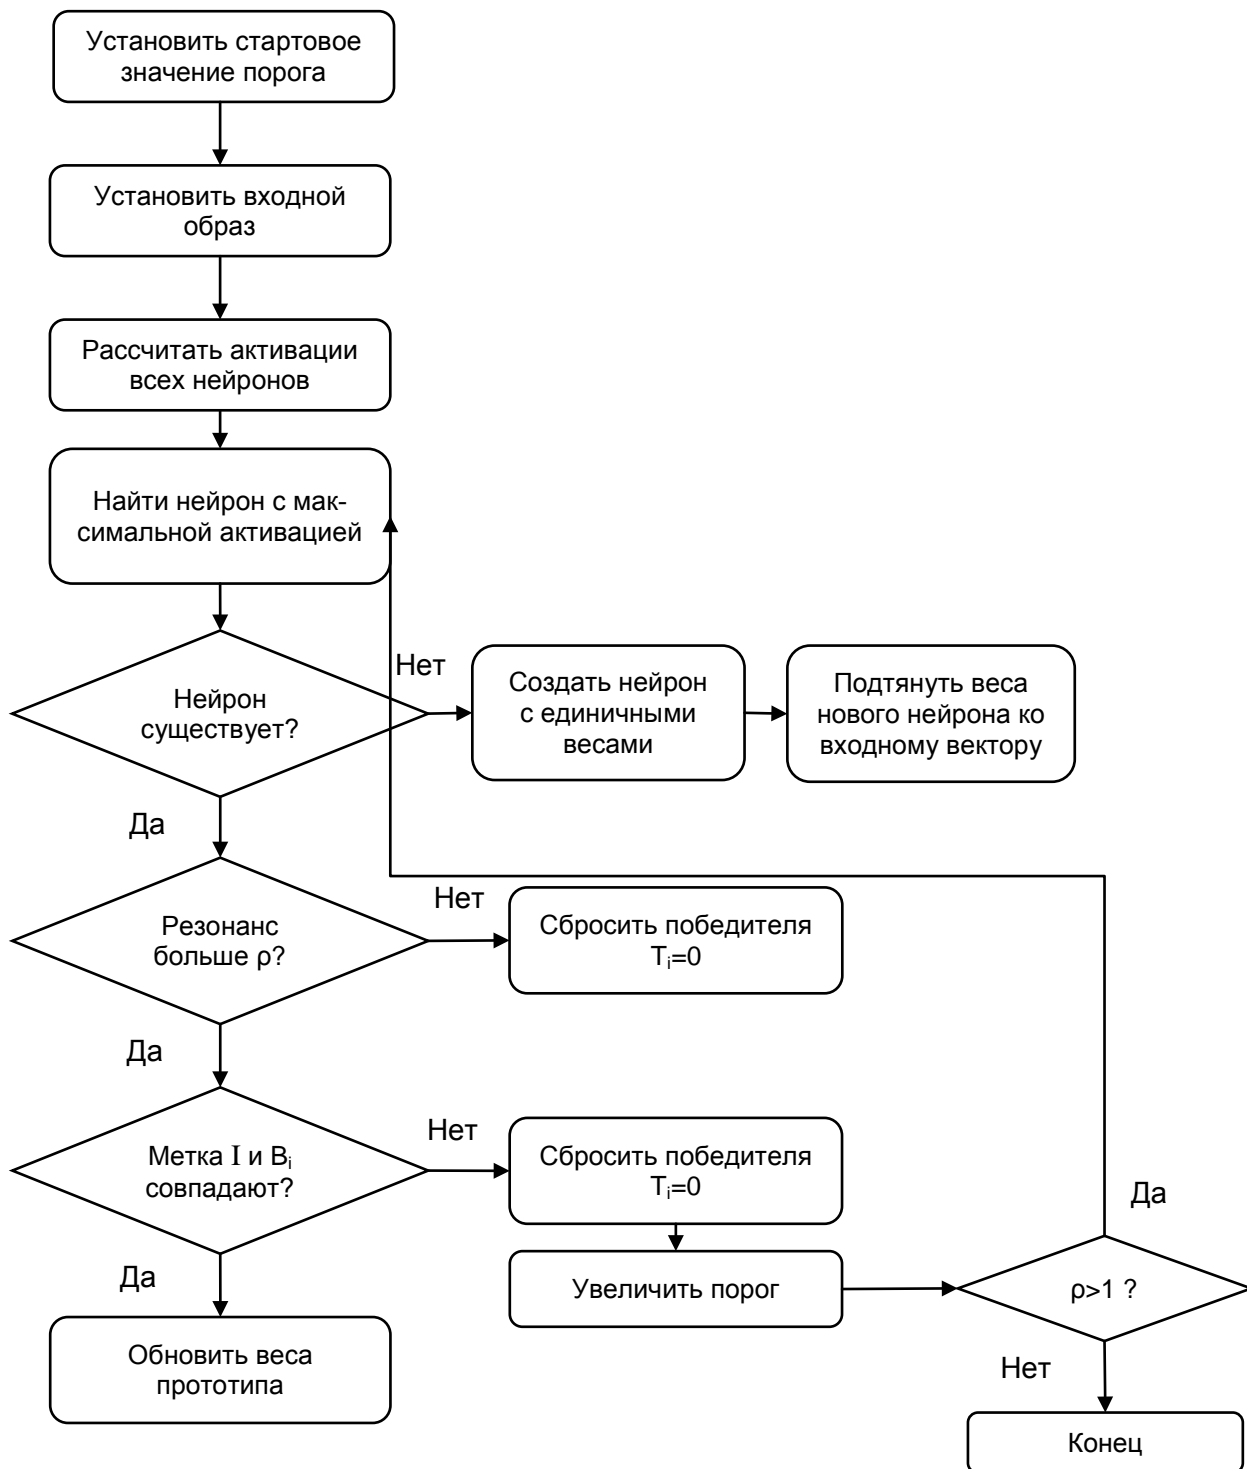 Установить стартовое
значение порога
Установить входной
образ
Рассчитать активации
всех нейронов
Найти нейрон с мак-
симальной активацией
Нейрон
существует?
Нет
Создать нейрон
с единичными
весами
Подтянуть веса
нового нейрона ко
входному вектору
Да
Резонанс
больше ρ?
Нет
Сбросить победителя
Tᵢ=0
Да
Метка I и Bᵢ
совпадают?
Нет
Сбросить победителя
Tᵢ=0
Да
Увеличить порог
ρ>1 ?
Да
Обновить веса
прототипа
Нет
Конец